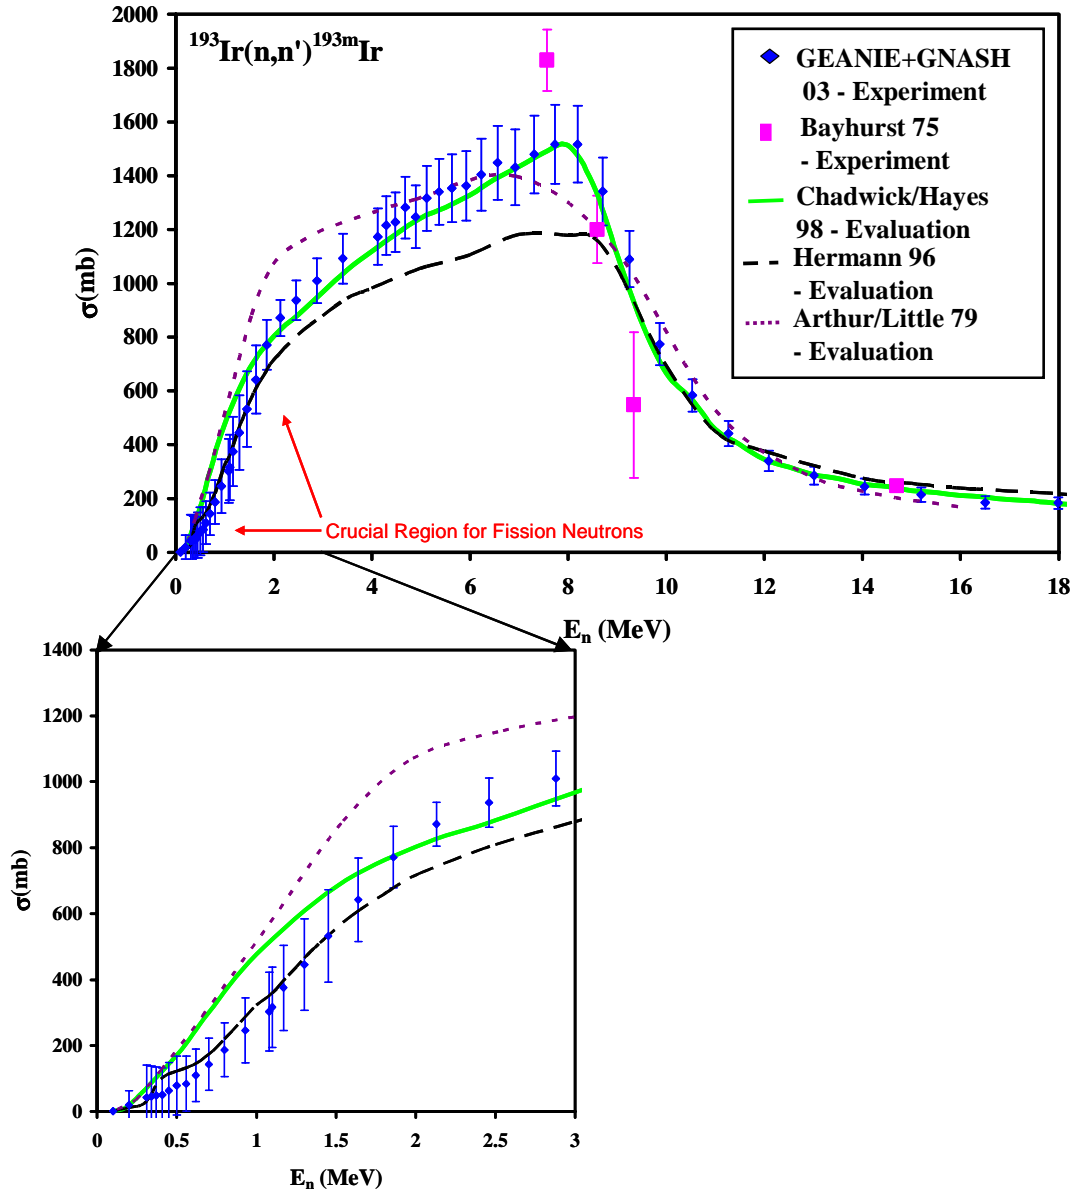 2000
1800
1600
1400
1200
1000
800
600
400
200
0
σ(mb)
¹⁹³Ir(n,n')¹⁹³ᵐIr
GEANIE+GNASH
03 - Experiment
Bayhurst 75
- Experiment
Chadwick/Hayes
98 - Evaluation
Hermann 96
- Evaluation
Arthur/Little 79
- Evaluation
Crucial Region for Fission Neutrons
0 2 4 6 8 10 12 14 16 18
Eₙ (MeV)
1400
1200
1000
800
600
400
200
0
σ(mb)
0 0.5 1 1.5 2 2.5 3
Eₙ (MeV)